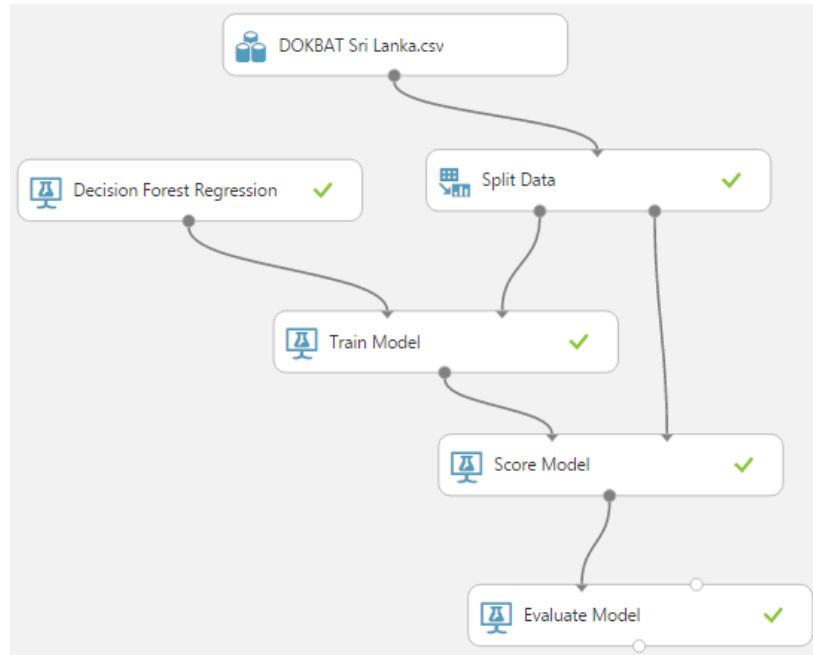 DOKBAT Sri Lanka.csv
Decision Forest Regression
Split Data
Train Model
Score Model
Evaluate Model